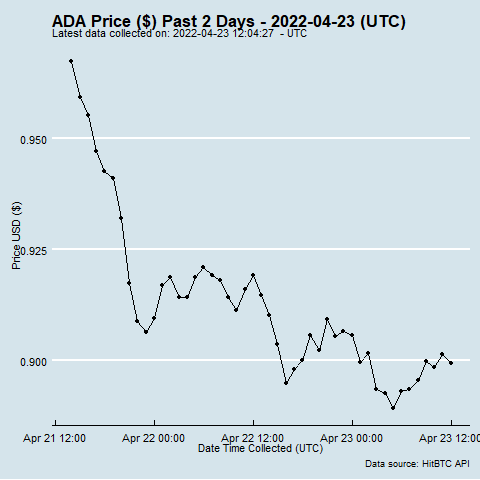 ADA Price ($) Past 2 Days - 2022-04-23 (UTC)
Latest data collected on: 2022-04-23 12:04:27 - UTC
0.950
0.925
0.900
Price USD ($)
Apr 21 12:00 Apr 22 00:00 Apr 22 12:00 Apr 23 00:00 Apr 23 12:00
Date Time Collected (UTC)
Data source: HitBTC API